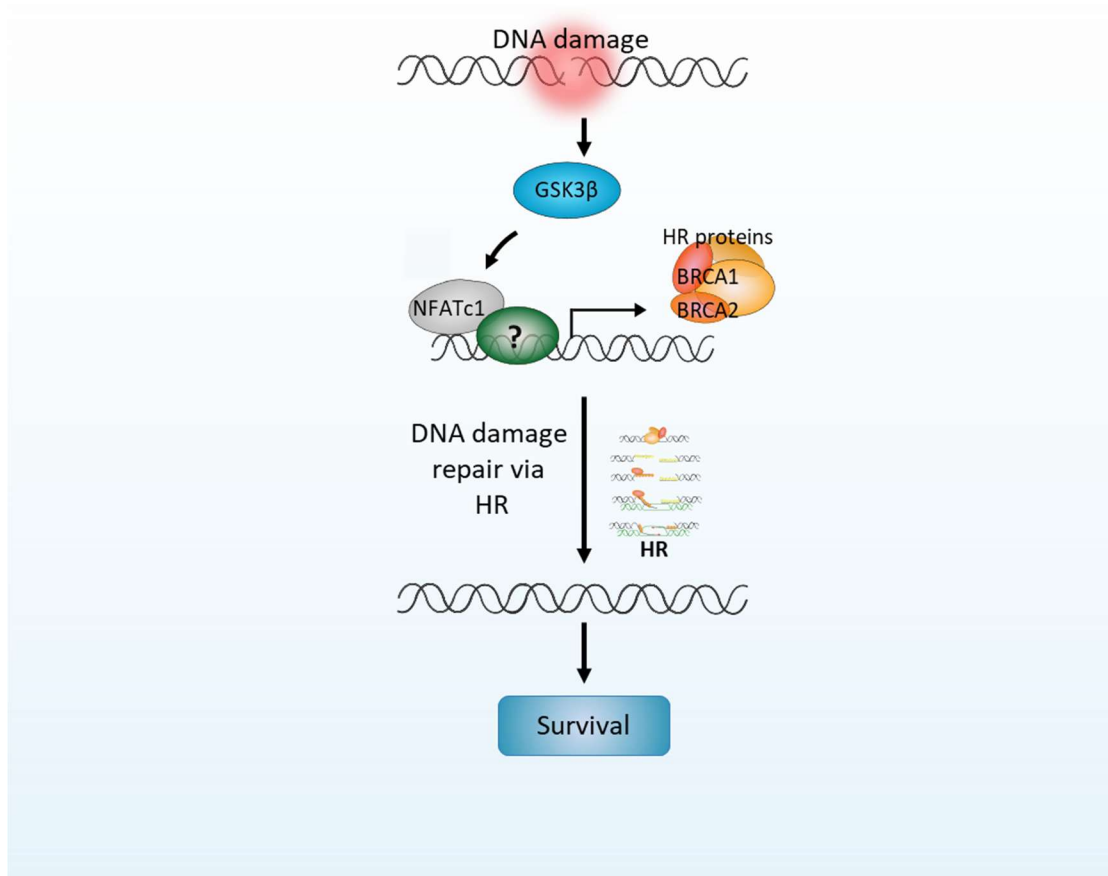 DNA damage
GSK3β
HR proteins
BRCA1
NFATc1
BRCA2
?
DNA damage
repair via
HR
HR
Survival